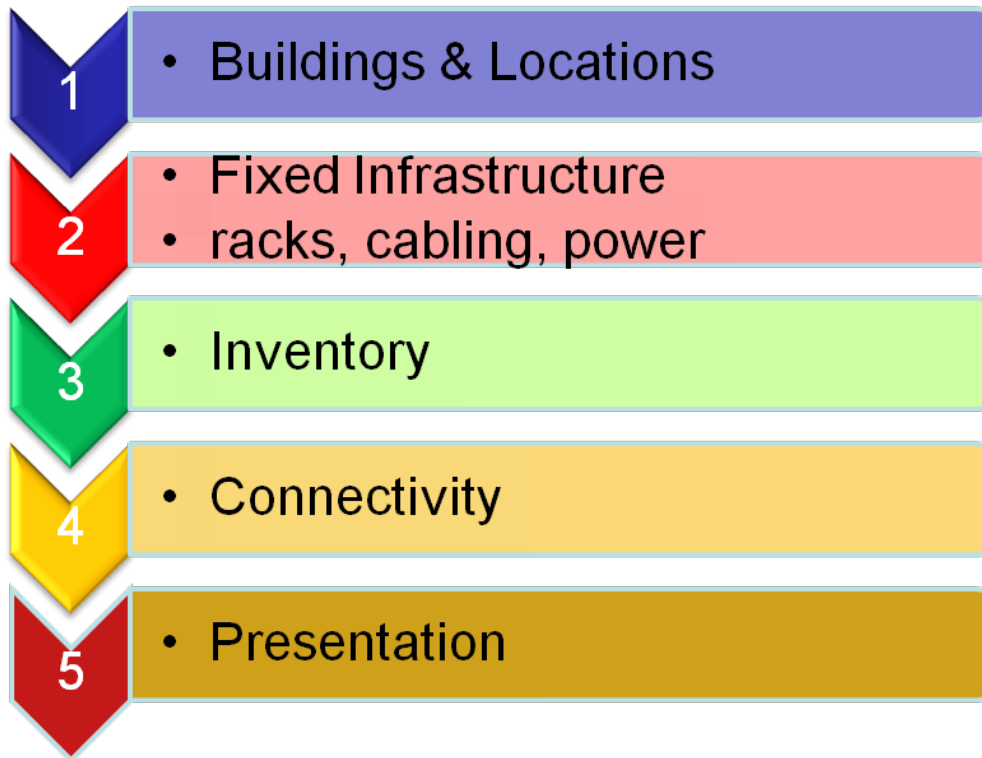 1
• Buildings & Locations
2
• Fixed Infrastructure
• racks, cabling, power
3
• Inventory
4
• Connectivity
5
• Presentation